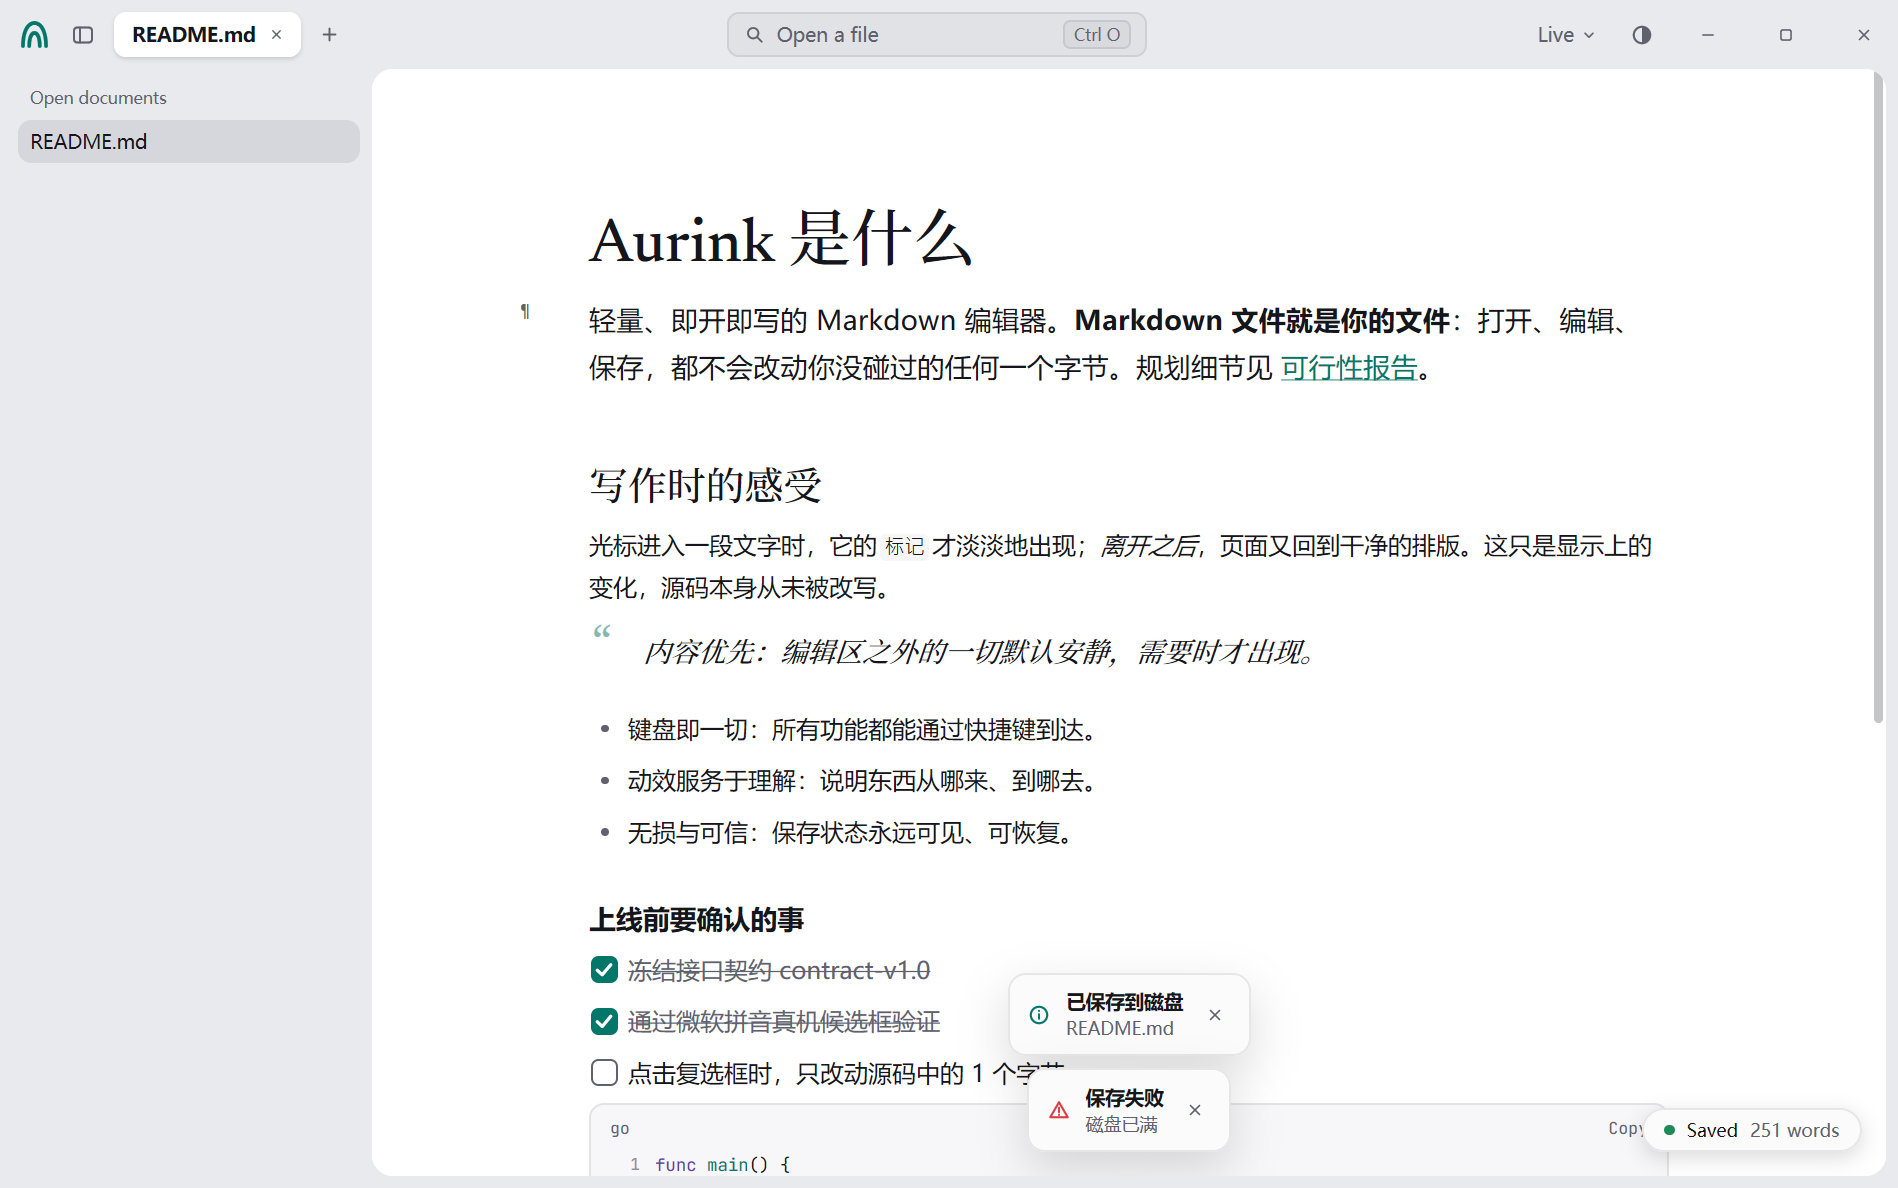 README.md
Open a file
Ctrl O
Live
Open documents
README.md
Aurink 是什么
¶
轻量、即开即写的 Markdown 编辑器。Markdown 文件就是你的文件：打开、编辑、
保存，都不会改动你没碰过的任何一个字节。规划细节见 可行性报告。
写作时的感受
光标进入一段文字时，它的 标记 才淡淡地出现；离开之后，页面又回到干净的排版。这只是显示上的
变化，源码本身从未被改写。
“
内容优先：编辑区之外的一切默认安静，需要时才出现。
• 键盘即一切：所有功能都能通过快捷键到达。
• 动效服务于理解：说明东西从哪来、到哪去。
• 无损与可信：保存状态永远可见、可恢复。
上线前要确认的事
冻结接口契约 contract-v1.0
通过微软拼音真机候选框验证
点击复选框时，只改动源码中的 1 个字节
已保存到磁盘
README.md
保存失败
磁盘已满
go
Copy
Saved 251 words
1 func main() {